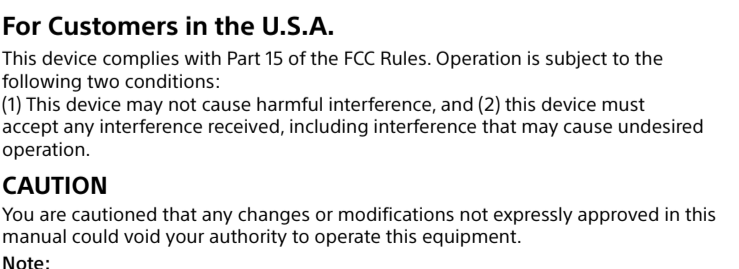 For Customers in the U.S.A.
This device complies with Part 15 of the FCC Rules. Operation is subject to the
following two conditions:
(1) This device may not cause harmful interference, and (2) this device must
accept any interference received, including interference that may cause undesired
operation.
CAUTION
You are cautioned that any changes or modifications not expressly approved in this
manual could void your authority to operate this equipment.
Note: